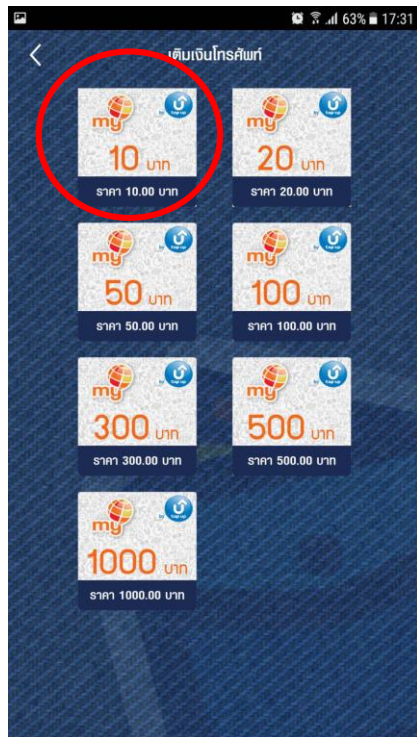 63% 17:31
เติมเงินโทรศัพท์
my
10 บาท
ราคา 10.00 บาท
my
20 บาท
ราคา 20.00 บาท
my
50 บาท
ราคา 50.00 บาท
my
100 บาท
ราคา 100.00 บาท
my
300 บาท
ราคา 300.00 บาท
my
500 บาท
ราคา 500.00 บาท
my
1000 บาท
ราคา 1000.00 บาท